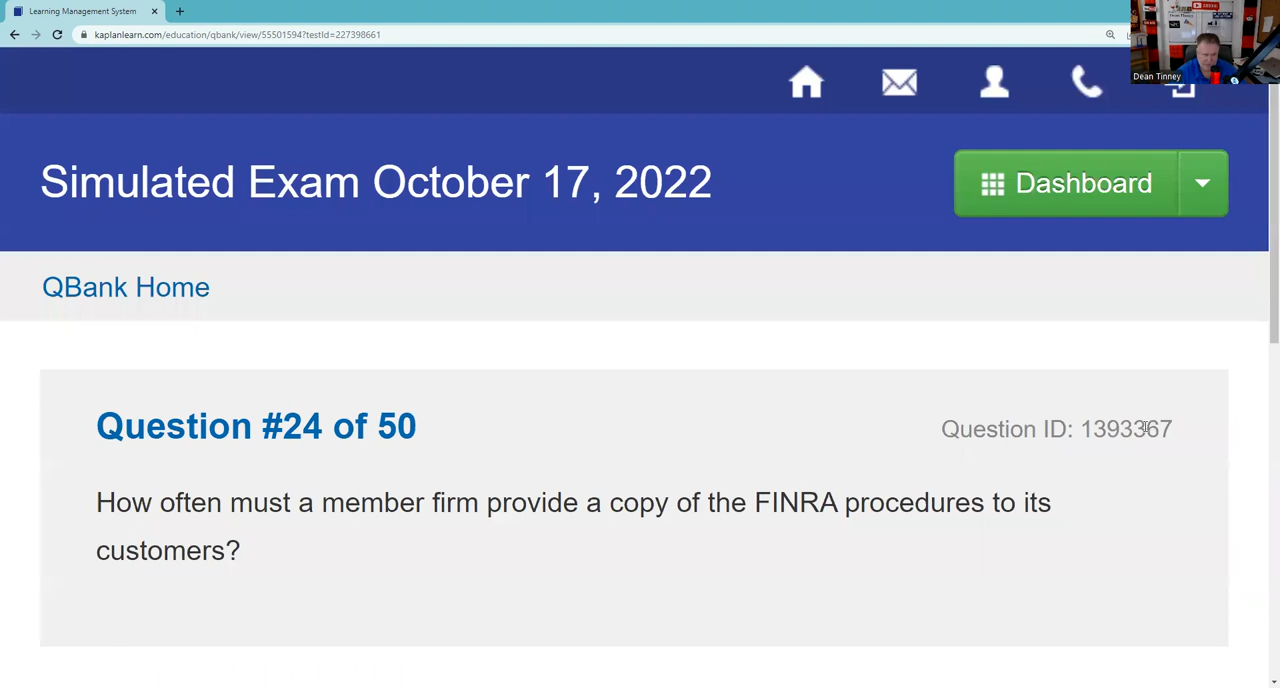 Learning Management System
kaplanlearn.com/education/qbank/view/55501594?testId=227398661
Dean Tinney
Simulated Exam October 17, 2022
Dashboard
QBank Home
Question #24 of 50
Question ID: 1393367
How often must a member firm provide a copy of the FINRA procedures to its
customers?